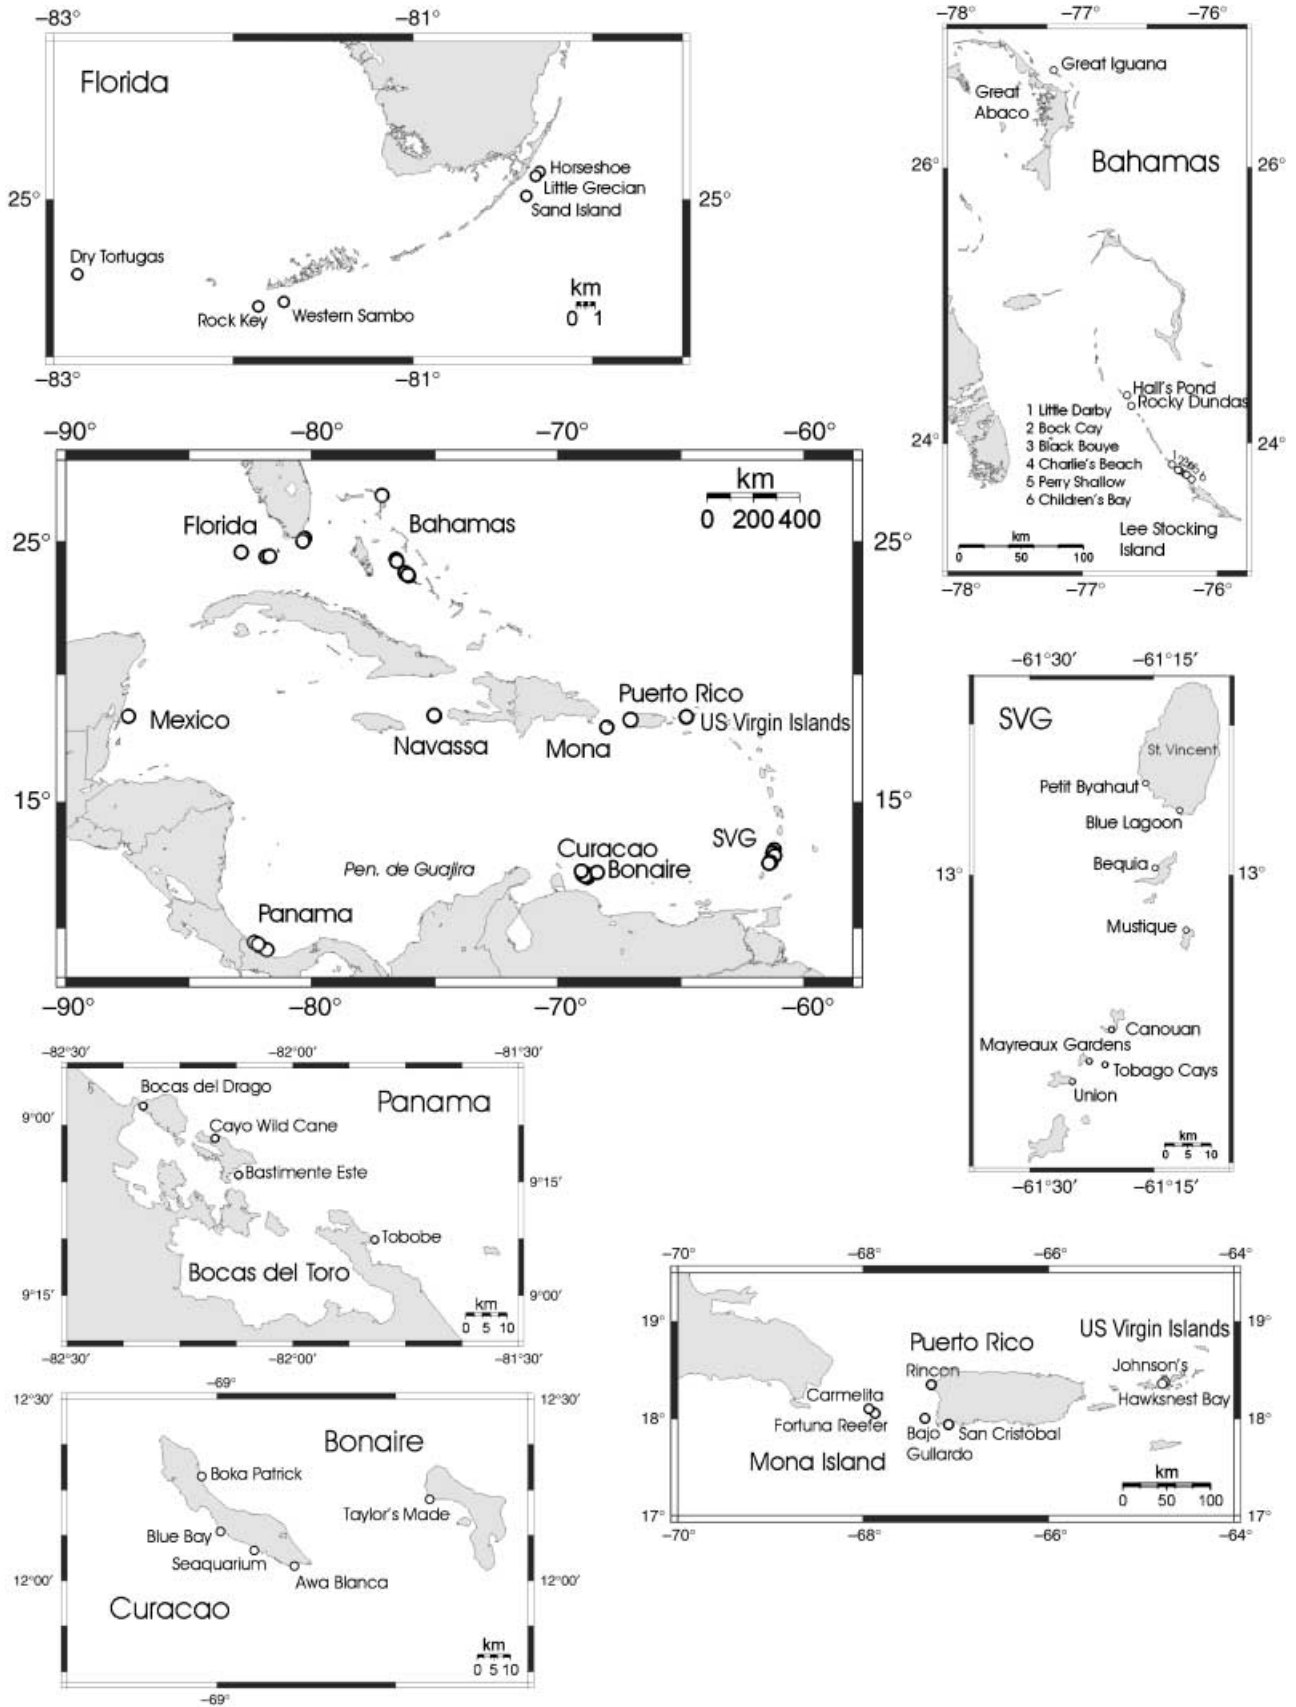 −83°
−81°
Florida
Horseshoe
Little Grecian
Sand Island
25°
25°
Dry Tortugas
Rock Key
Western Sambo
km
0 1
−83°
−81°
−78
−77°
−76°
Great Iguana
Great
Abaco
Bahamas
26°
26°
Hall's Pond
Rocky Dundas
1 Little Darby
2 Bock Cay
3 Black Bouye
4 Charlie's Beach
5 Perry Shallow
6 Children's Bay
24°
24°
Lee Stocking
Island
km
0 50 100
−78°
−77°
−76°
−90°
−80°
−70°
−60°
km
0 200 400
Florida
Bahamas
25°
25°
Mexico
Navassa
Mona
Puerto Rico
US Virgin Islands
15°
15°
SVG
Curacao
Bonaire
Pen. de Guajira
Panama
−90°
−80°
−70°
−60°
−61°30′
−61°15′
SVG
St. Vincent
Petit Byahaut
Blue Lagoon
Bequia
13°
13°
Mustique
Canouan
Mayreaux Gardens
Tobago Cays
Union
km
0 5 10
−61°30′
−61°15′
−82°30′
−82°00′
−81°30′
Bocas del Drago
Panama
9°00′
Cayo Wild Cane
Bastimente Este
9°15′
Tobobe
Bocas del Toro
9°15′
9°00′
km
0 5 10
−82°30′
−82°00′
−81°30′
−70°
−68°
−66°
−64°
19°
19°
US Virgin Islands
Puerto Rico
Rincon
Johnson's
Hawksnest Bay
Carmelita
Fortuna Reefer
18°
18°
Bajo
Gullardo
San Cristobal
Mona Island
km
0 50 100
17°
17°
−70°
−68°
−66°
−64°
−69°
12°30′
12°30′
Bonaire
Boka Patrick
Taylor's Made
Blue Bay
Seaquarium
Awa Blanca
12°00′
12°00′
Curacao
km
0 5 10
−69°